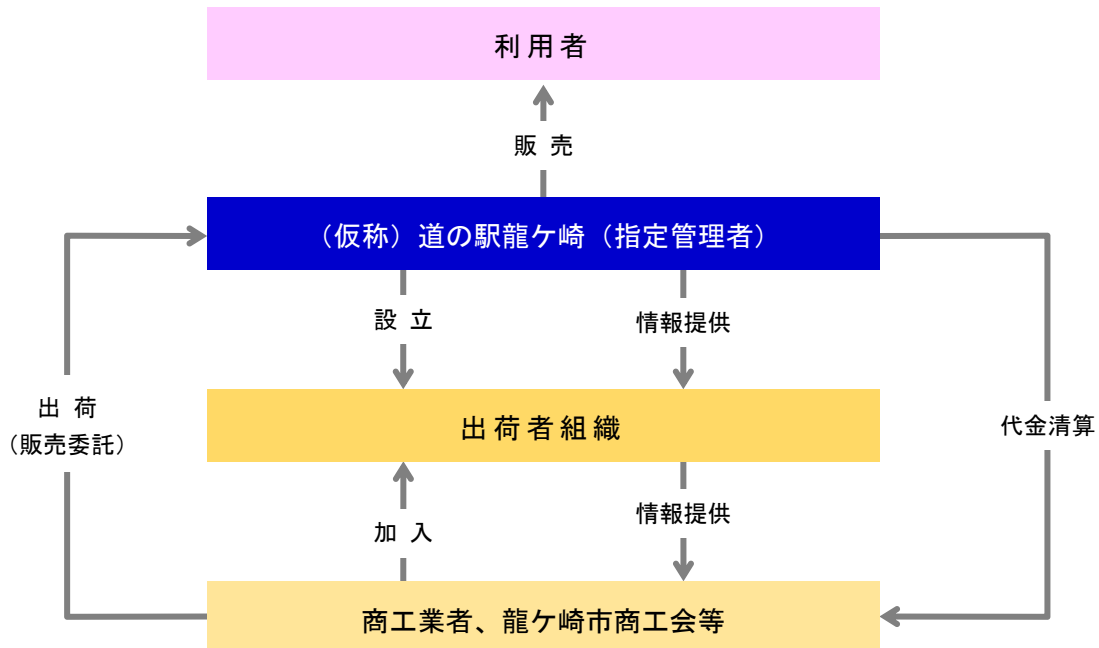 利用者
販 売
（仮称）道の駅龍ケ崎（指定管理者）
設 立
情報提供
出 荷
（販売委託）
出荷者組織
代金清算
加 入
情報提供
商工業者、龍ケ崎市商工会等